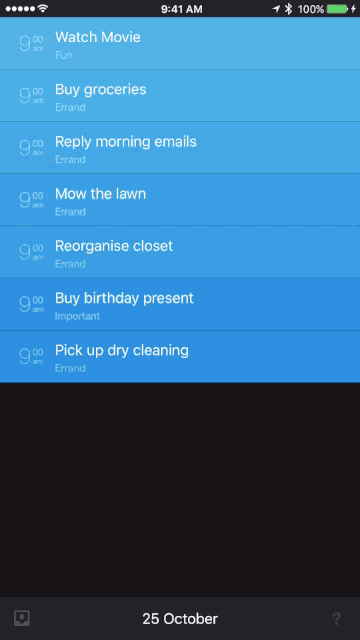 9:41 AM 100%
9 00 am Watch Movie
Fun
9 00 am Buy groceries
Errand
9 00 am Reply morning emails
Errand
9 00 am Mow the lawn
Errand
9 00 am Reorganise closet
Errand
9 00 am Buy birthday present
Important
9 00 am Pick up dry cleaning
Errand
25 October ?